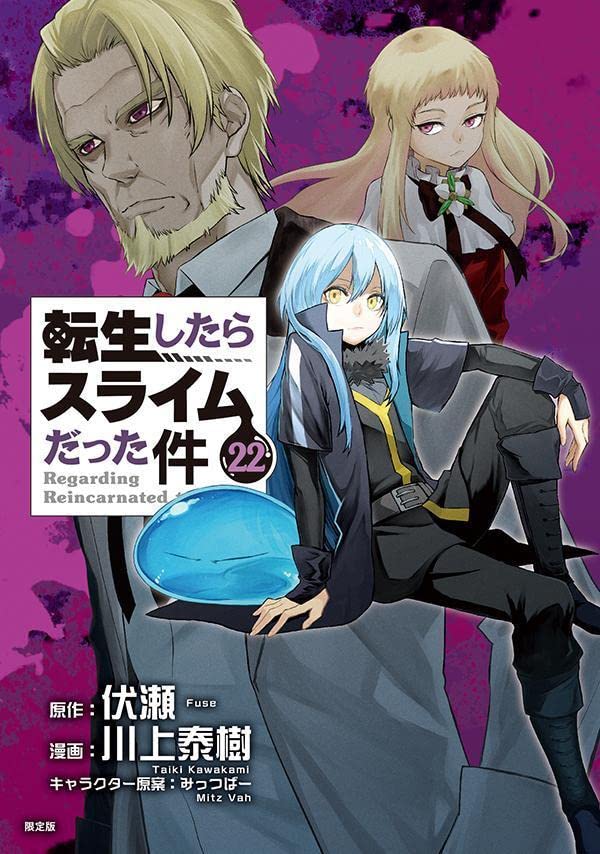 転生したら
スライム
だった件 22
Regarding
Reincarnated t
原作：伏瀬 Fuse
漫画：川上泰樹
Taiki Kawakami
キャラクター原案：みっつばー
Mitz Vah
限定版